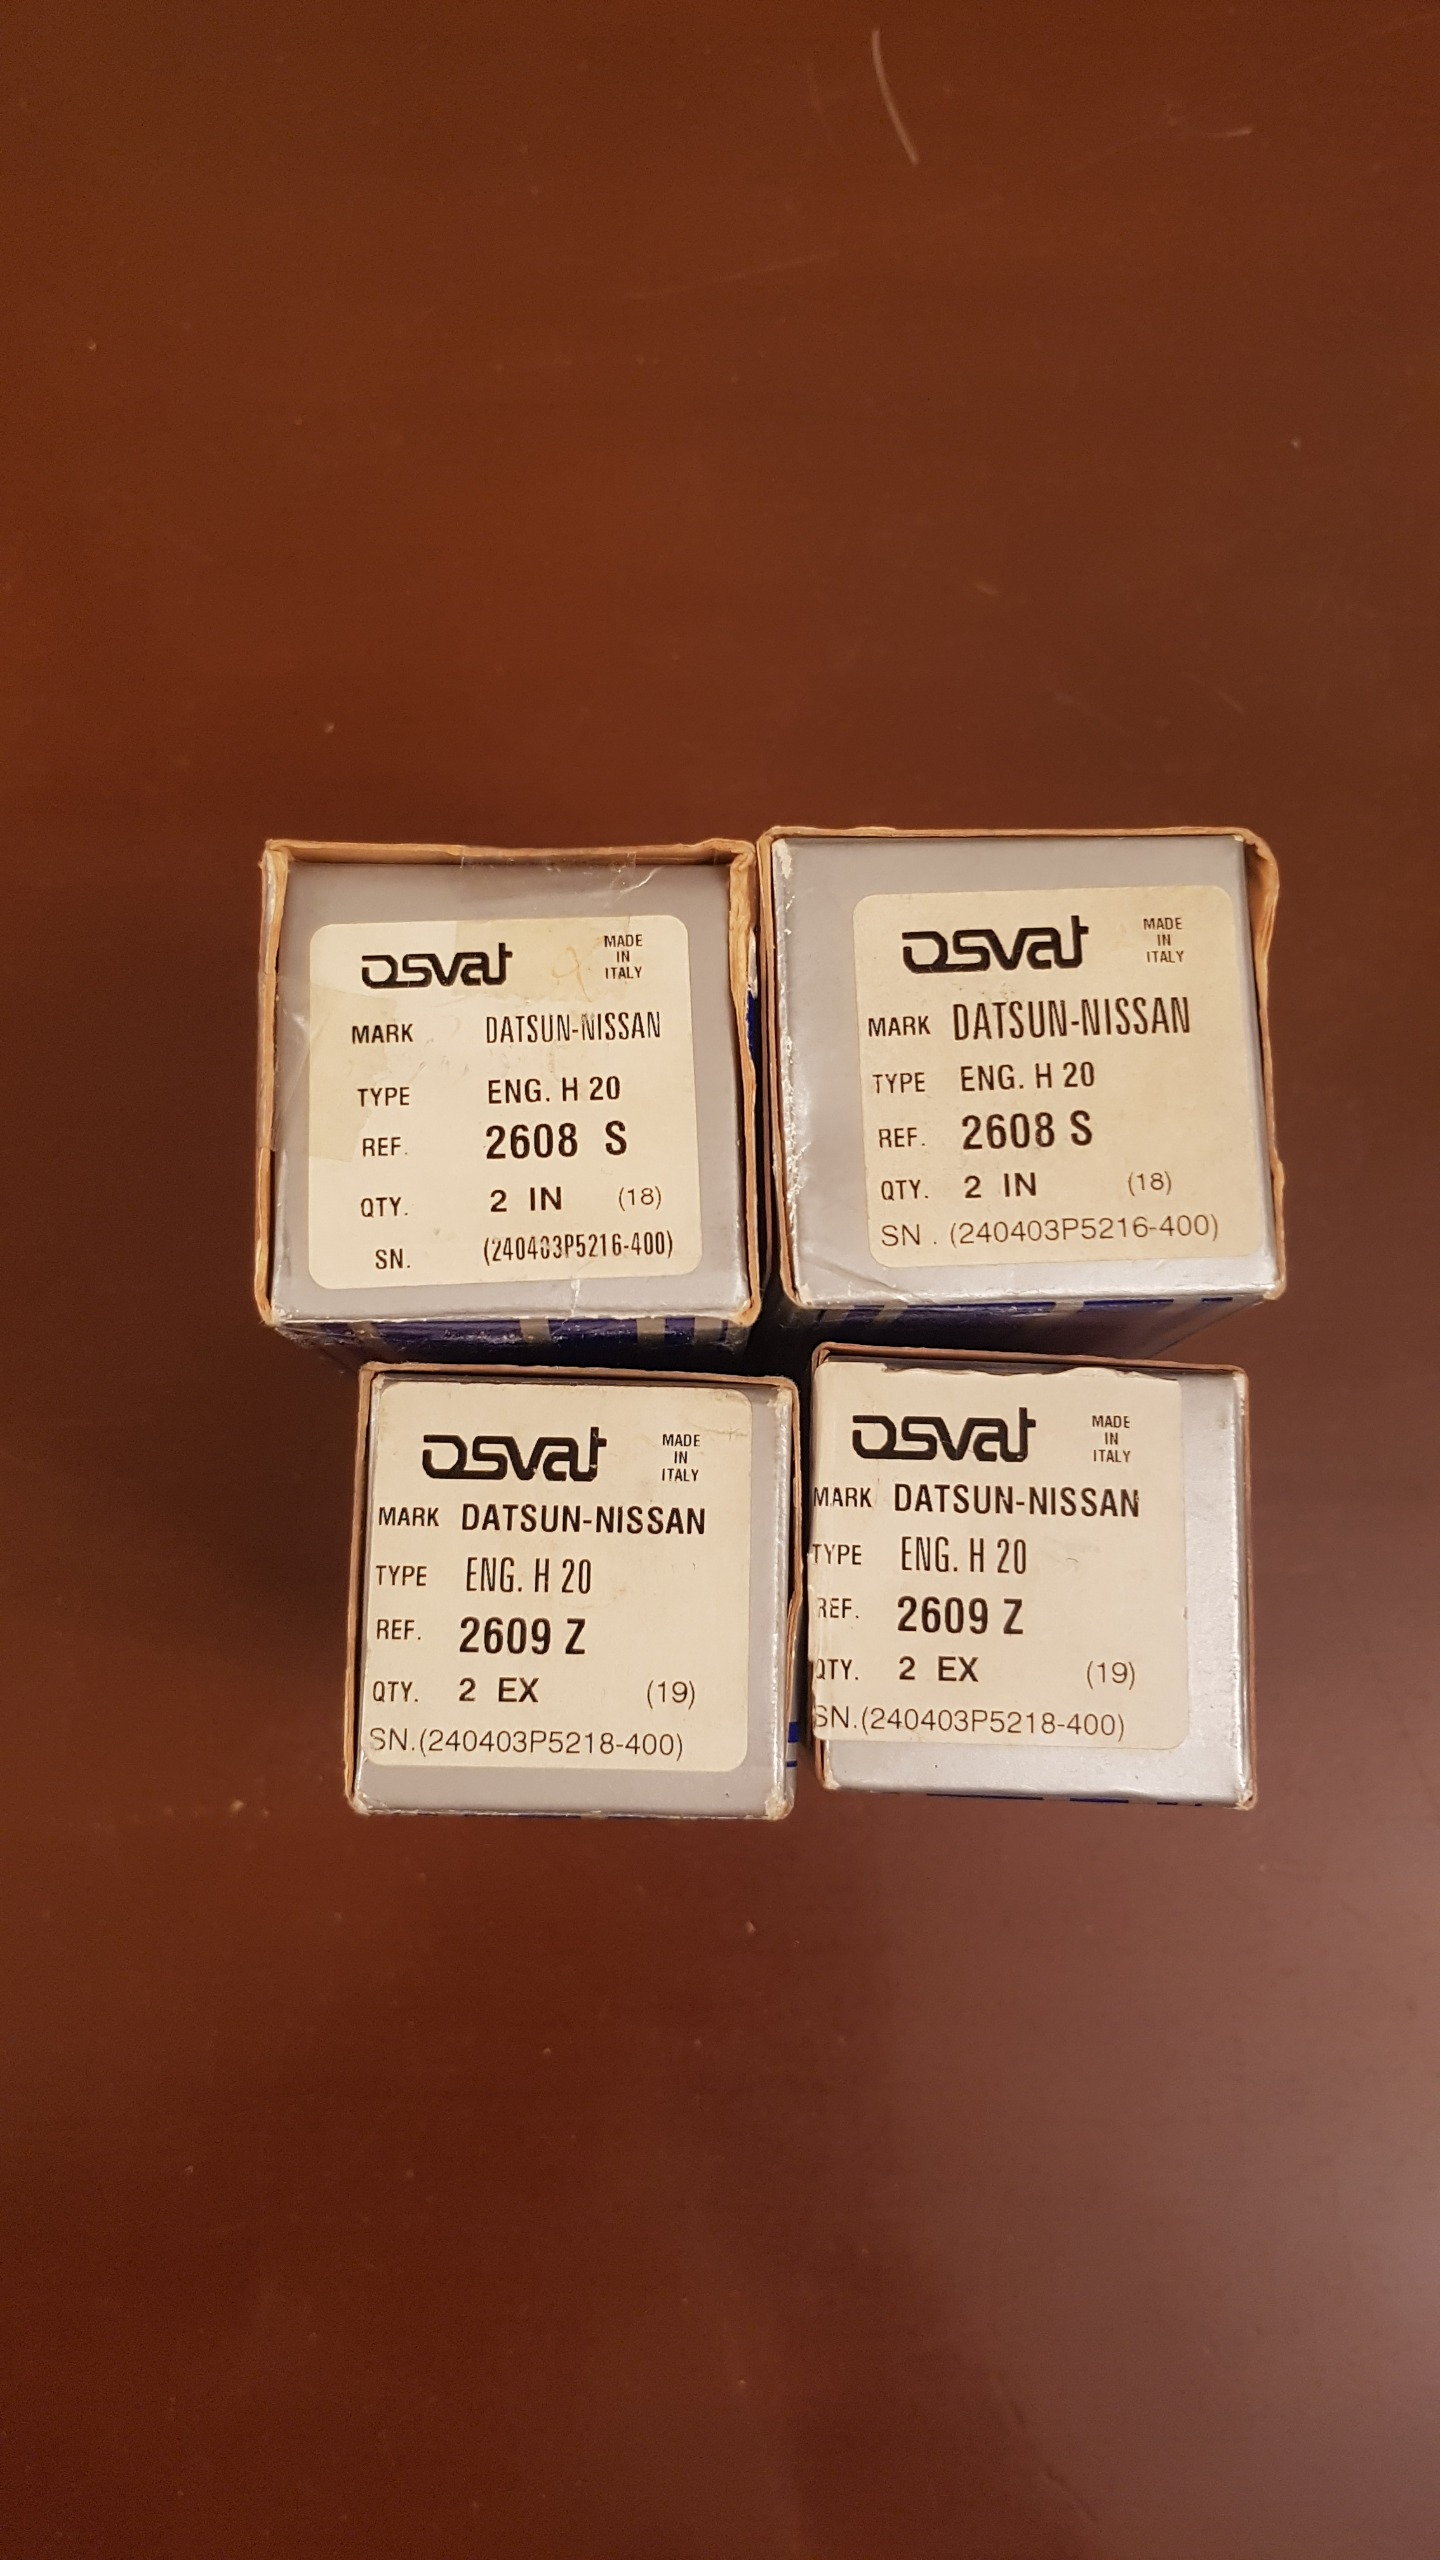 osvat
MADE
IN
ITALY
MARK DATSUN-NISSAN
TYPE ENG. H 20
REF. 2608 S
QTY. 2 IN (18)
SN. (240403P5216-400)
osvat
MADE
IN
ITALY
MARK DATSUN-NISSAN
TYPE ENG. H 20
REF. 2608 S
QTY. 2 IN (18)
SN . (240403P5216-400)
osvat
MADE
IN
ITALY
MARK DATSUN-NISSAN
TYPE ENG. H 20
REF. 2609 Z
QTY. 2 EX (19)
SN.(240403P5218-400)
osvat
MADE
IN
ITALY
MARK DATSUN-NISSAN
TYPE ENG. H 20
REF. 2609 Z
QTY. 2 EX (19)
SN.(240403P5218-400)